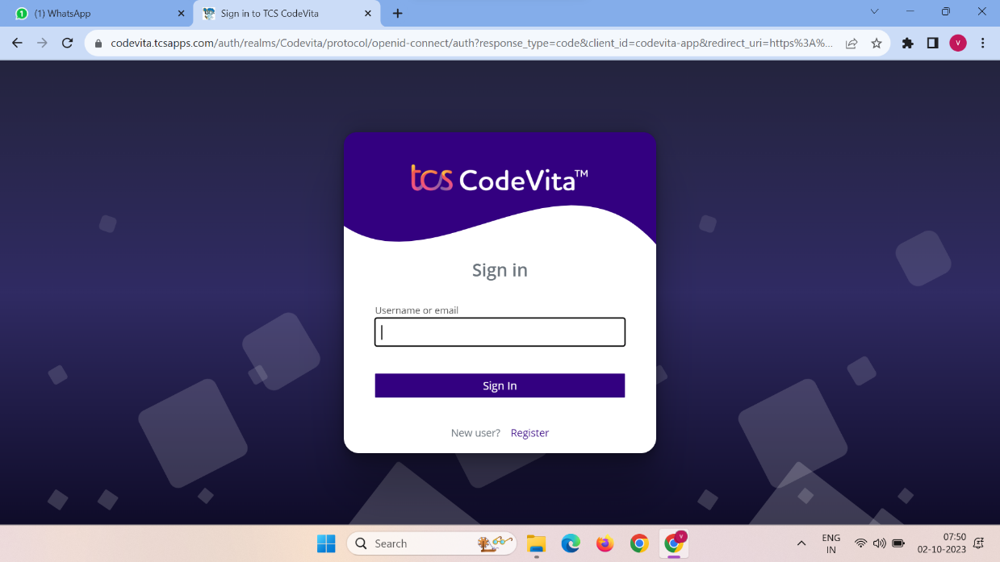 (1) WhatsApp
Sign in to TCS CodeVita
codevita.tcsapps.com/auth/realms/Codevita/protocol/openid-connect/auth?response_type=code&client_id=codevita-app&redirect_uri=https%3A%...
V
tcs CodeVita™
Sign in
Username or email
Sign In
New user? Register
Search
V
ENG
IN
07:50
02-10-2023